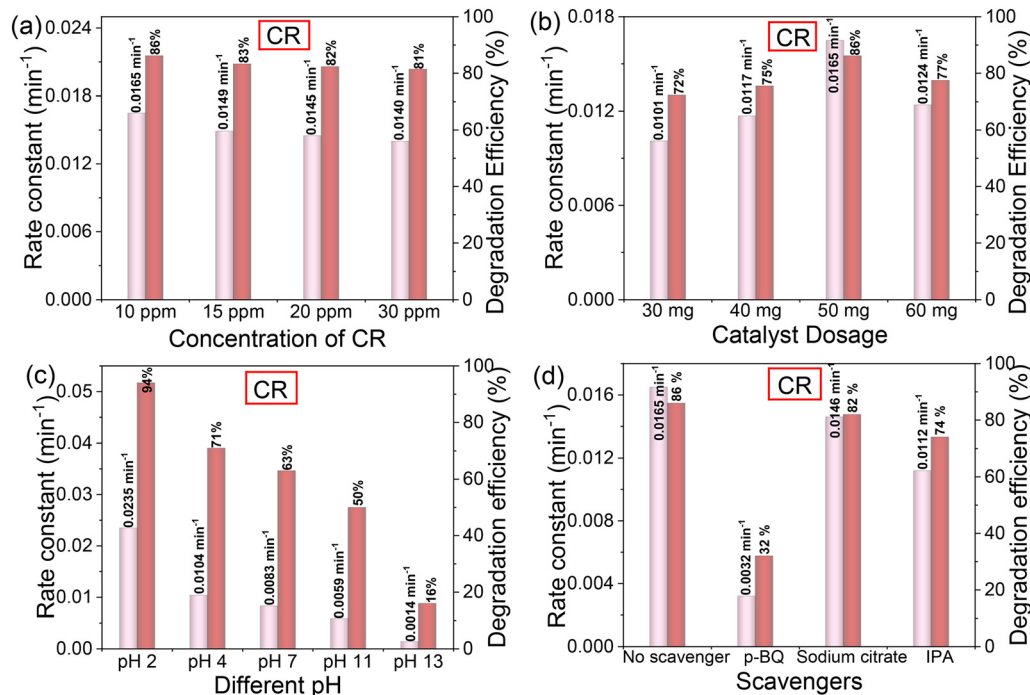 (a)
CR
Rate constant (min⁻¹)
0.024
0.018
0.012
0.006
0.000
0.0165 min⁻¹
86%
0.0149 min⁻¹
83%
0.0145 min⁻¹
82%
0.0140 min⁻¹
81%
10 ppm 15 ppm 20 ppm 30 ppm
Concentration of CR
100
80
60
40
20
0
Degradation Efficiency (%)
(b)
CR
Rate constant (min⁻¹)
0.018
0.012
0.006
0.000
0.0101 min⁻¹
72%
0.0117 min⁻¹
75%
0.0165 min⁻¹
86%
0.0124 min⁻¹
77%
30 mg 40 mg 50 mg 60 mg
Catalyst Dosage
100
80
60
40
20
0
Degradation Efficiency (%)
(c)
CR
Rate constant (min⁻¹)
0.05
0.04
0.03
0.02
0.01
0.00
0.0235 min⁻¹
94%
0.0104 min⁻¹
71%
0.0083 min⁻¹
63%
0.0059 min⁻¹
50%
0.0014 min⁻¹
16%
pH 2 pH 4 pH 7 pH 11 pH 13
Different pH
100
80
60
40
20
0
Degradation efficiency (%)
(d)
CR
Rate constant (min⁻¹)
0.016
0.012
0.008
0.004
0.000
0.0165 min⁻¹
86 %
0.0032 min⁻¹
32 %
0.0146 min⁻¹
82 %
0.0112 min⁻¹
74 %
No scavenger p-BQ Sodium citrate IPA
Scavengers
100
80
60
40
20
0
Degradation efficiency (%)